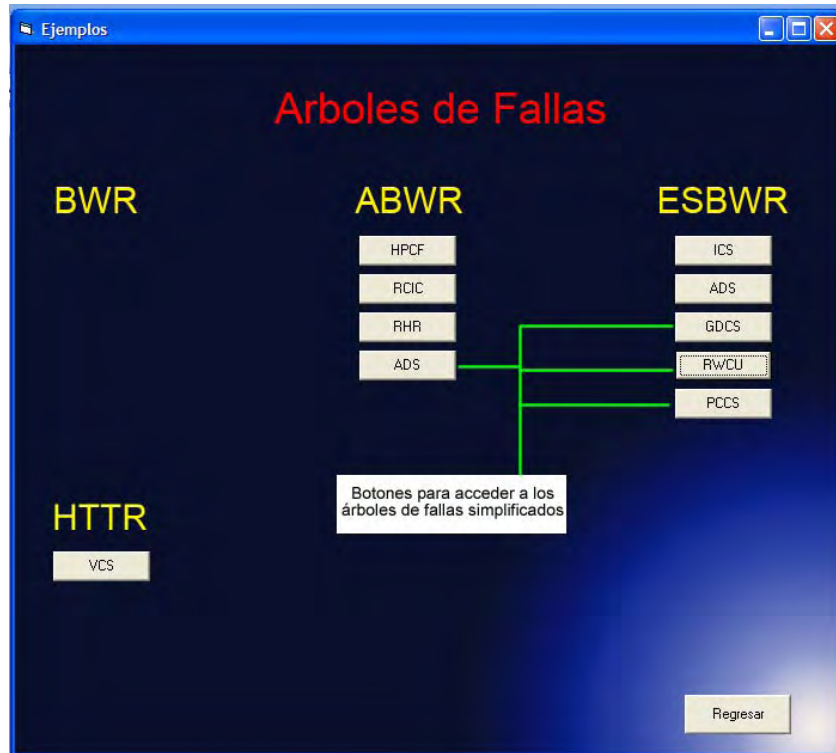 Ejemplos
Arboles de Fallas
BWR
ABWR
ESBWR
HPCF
ICS
RCIC
ADS
RHR
GDCS
ADS
RWCU
PCCS
Botones para acceder a los
árboles de fallas simplificados
HTTR
VCS
Regresar